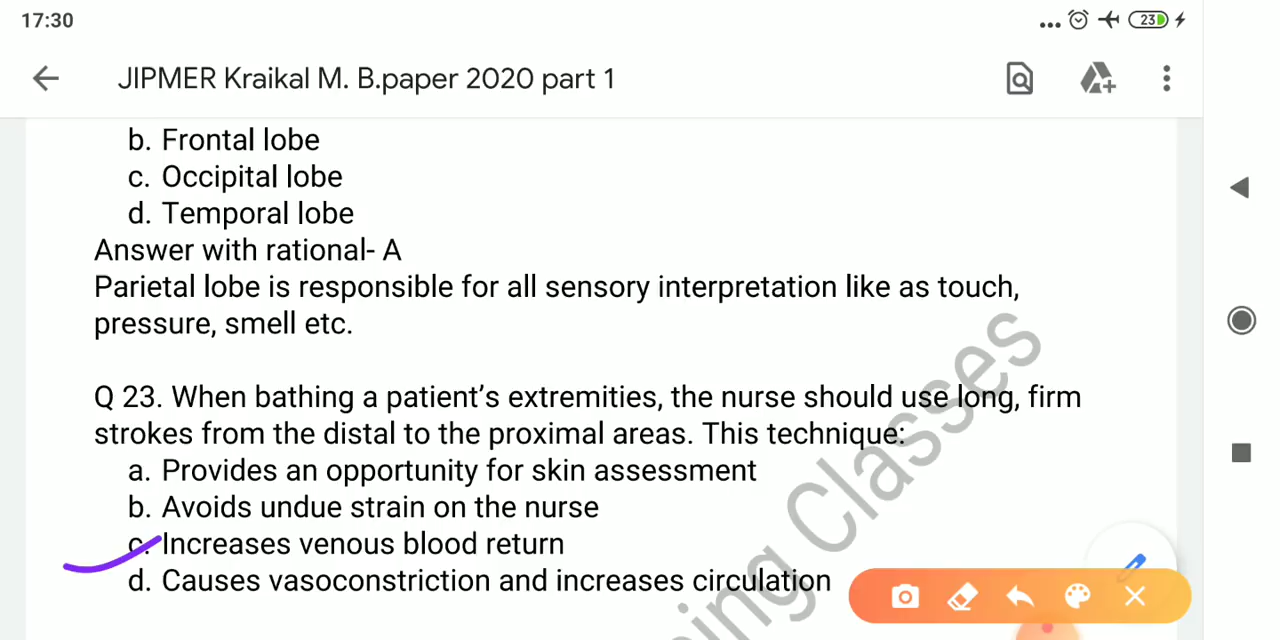 17:30
23
JIPMER Kraikal M. B.paper 2020 part 1
b. Frontal lobe
c. Occipital lobe
d. Temporal lobe
Answer with rational- A
Parietal lobe is responsible for all sensory interpretation like as touch,
pressure, smell etc.
Q 23. When bathing a patient's extremities, the nurse should use long, firm
strokes from the distal to the proximal areas. This technique:
a. Provides an opportunity for skin assessment
b. Avoids undue strain on the nurse
c. Increases venous blood return
d. Causes vasoconstriction and increases circulation
ing Classes